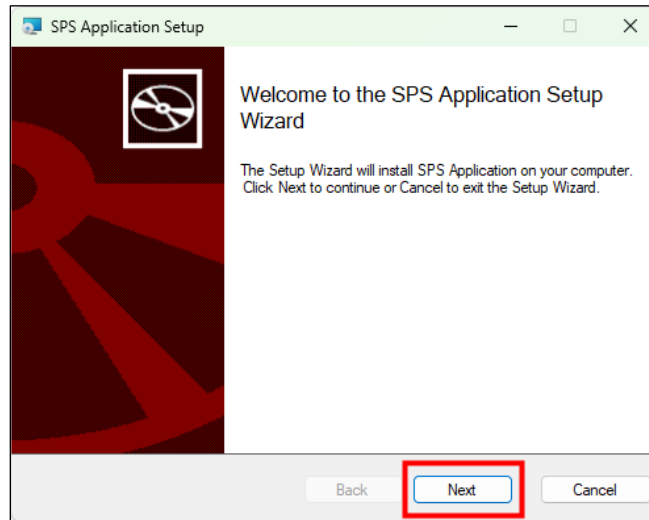 SPS Application Setup
Welcome to the SPS Application Setup
Wizard
The Setup Wizard will install SPS Application on your computer.
Click Next to continue or Cancel to exit the Setup Wizard.
Back
Next
Cancel